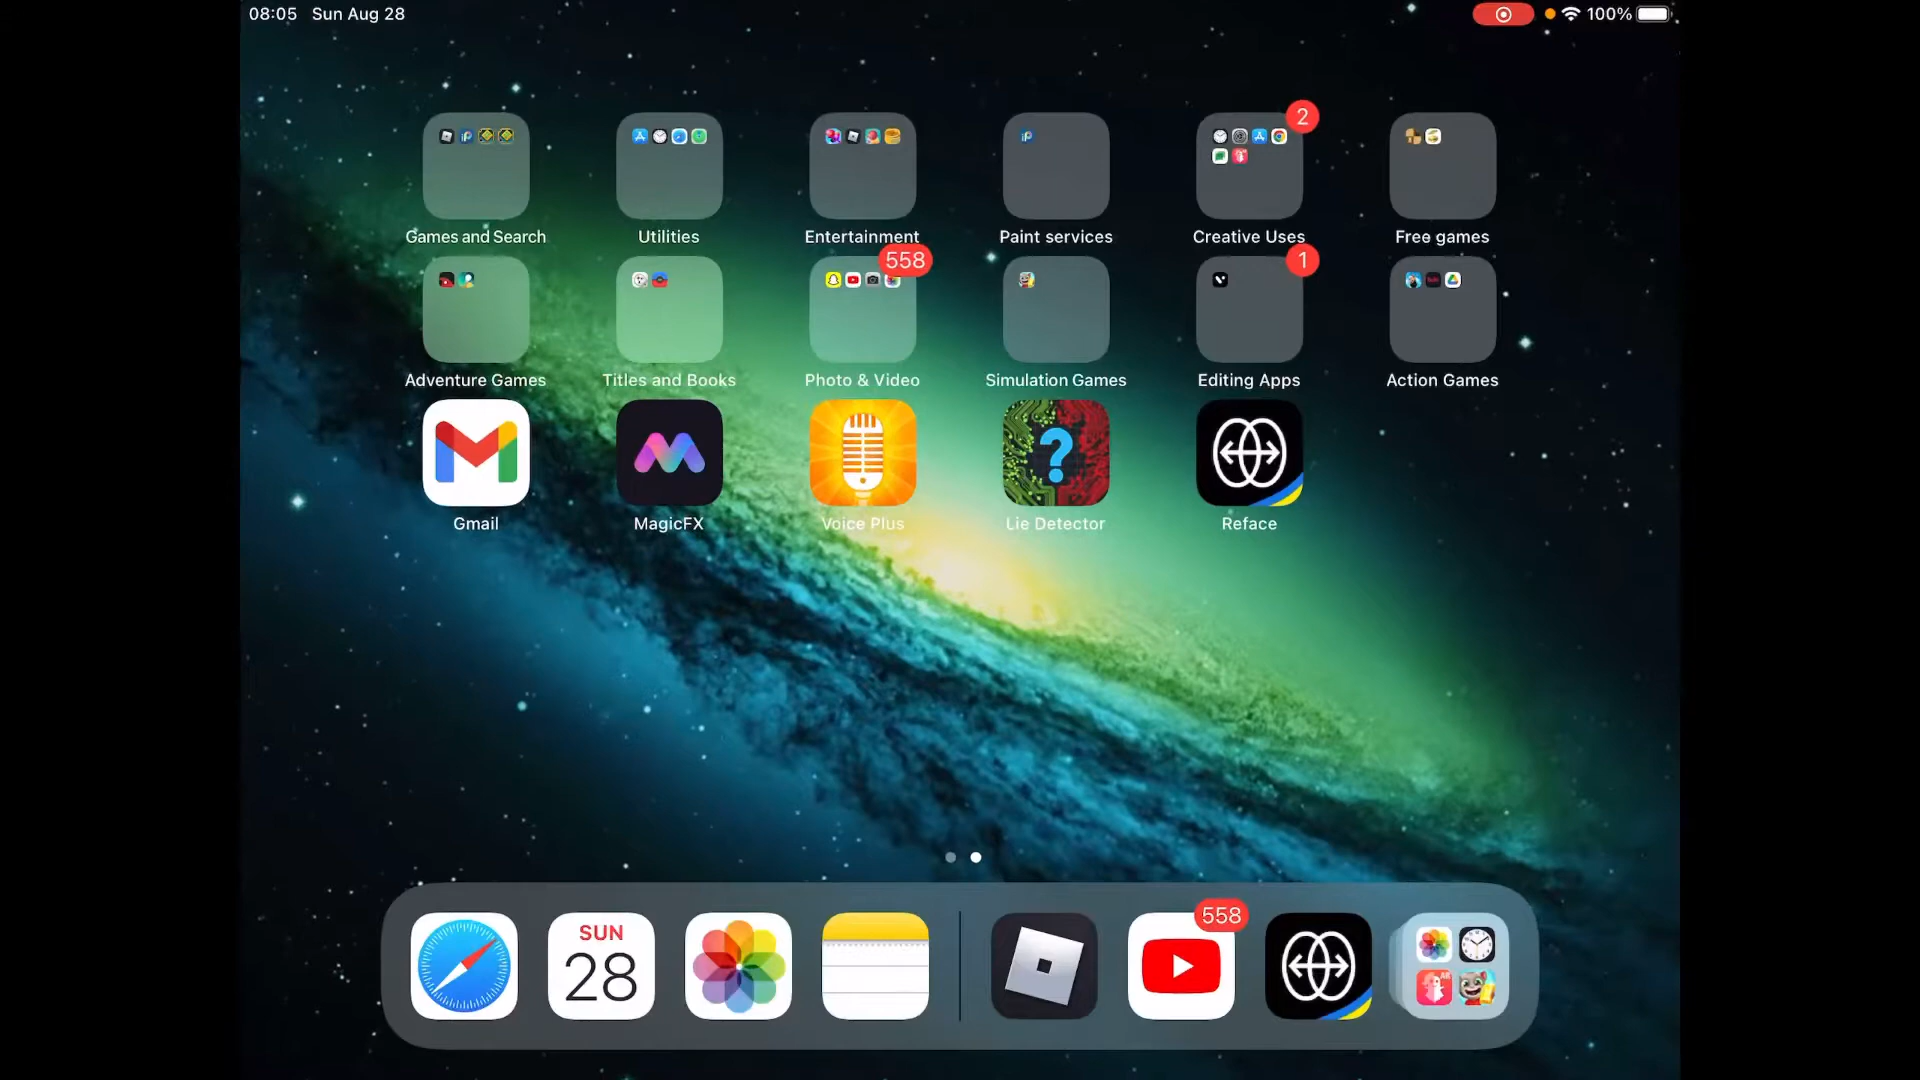 08:05 Sun Aug 28
100%
2
Games and Search
Utilities
Entertainment
Paint services
Creative Uses
Free games
558
1
Adventure Games
Titles and Books
Photo & Video
Simulation Games
Editing Apps
Action Games
Gmail
MagicFX
Voice Plus
Lie Detector
Reface
SUN
28
558